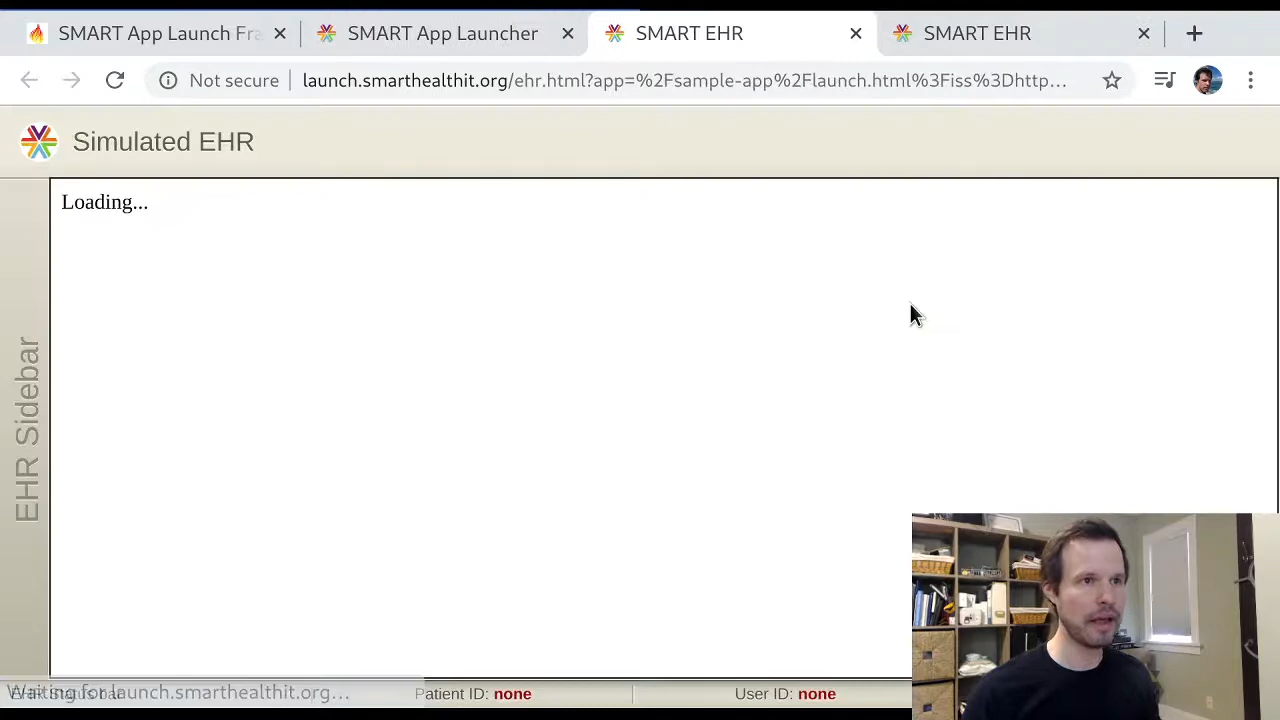 SMART App Launch Fra
SMART App Launcher
SMART EHR
SMART EHR
Not secure
launch.smarthealthit.org/ehr.html?app=%2Fsample-app%2Flaunch.html%3Fiss%3Dhttp...
Simulated EHR
Loading...
EHR Sidebar
Waiting for launch.smarthealthit.org...
Patient ID: none
User ID: none